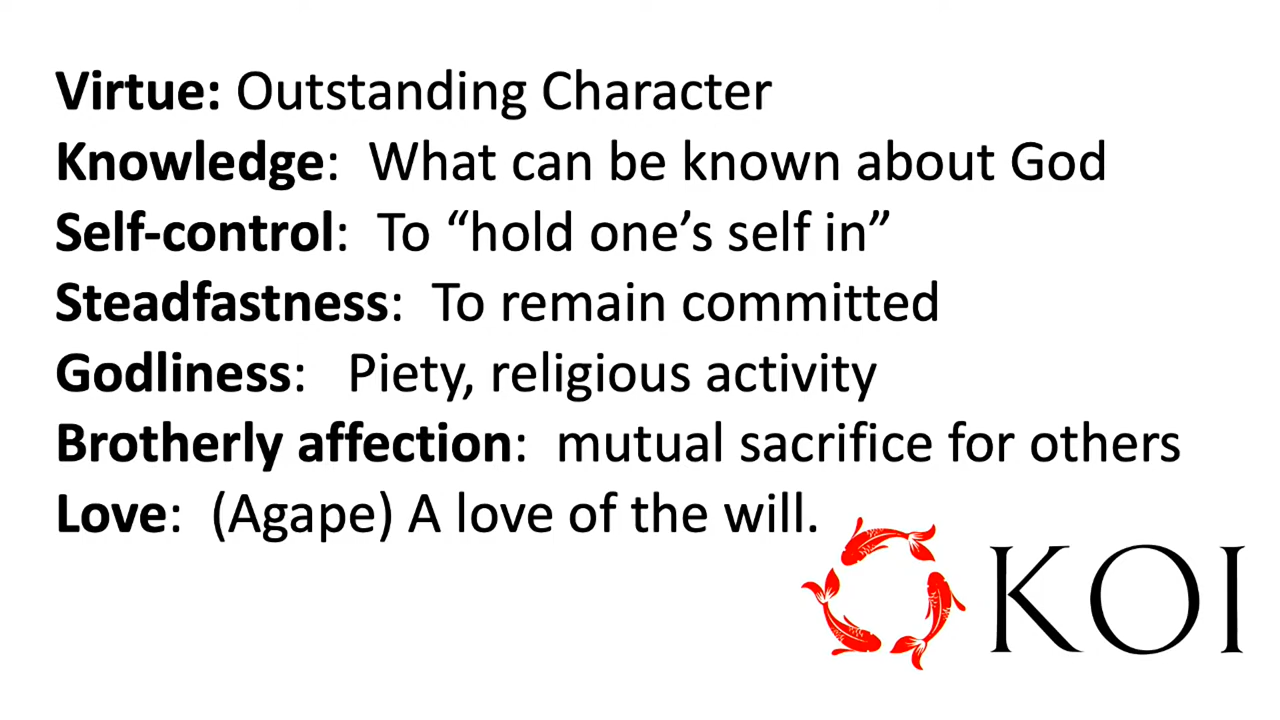 Virtue: Outstanding Character
Knowledge:  What can be known about God
Self-control:  To “hold one’s self in”
Steadfastness:  To remain committed
Godliness:   Piety, religious activity
Brotherly affection:  mutual sacrifice for others
Love:  (Agape) A love of the will.
KOI